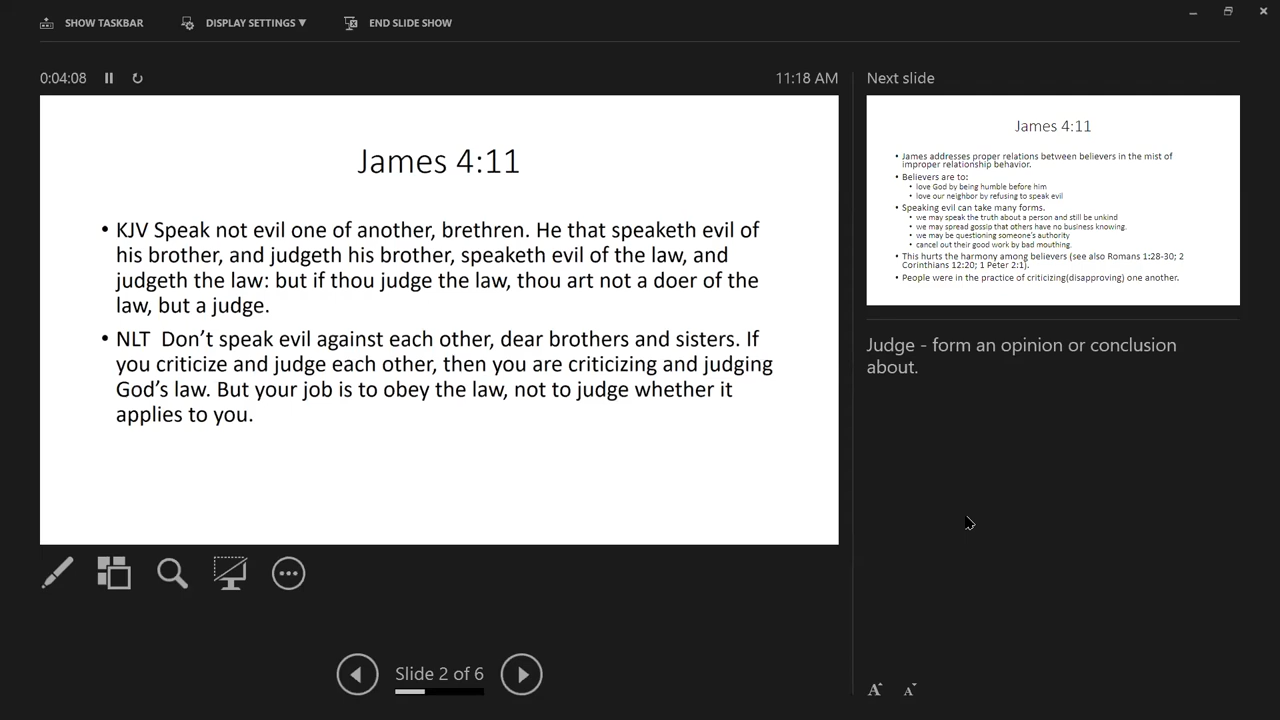 SHOW TASKBAR
DISPLAY SETTINGS ▼
END SLIDE SHOW
0:04:08
11:18 AM
James 4:11
• KJV Speak not evil one of another, brethren. He that speaketh evil of
his brother, and judgeth his brother, speaketh evil of the law, and
judgeth the law: but if thou judge the law, thou art not a doer of the
law, but a judge.
• NLT  Don’t speak evil against each other, dear brothers and sisters. If
you criticize and judge each other, then you are criticizing and judging
God’s law. But your job is to obey the law, not to judge whether it
applies to you.
Slide 2 of 6
Next slide
James 4:11
• James addresses proper relations between believers in the mist of
improper relationship behavior.
• Believers are to:
• love God by being humble before him
• love our neighbor by refusing to speak evil
• Speaking evil can take many forms.
• we may speak the truth about a person and still be unkind
• we may spread gossip that others have no business knowing.
• we may be questioning someone’s authority
• cancel out their good work by bad mouthing.
• This hurts the harmony among believers (see also Romans 1:28-30; 2
Corinthians 12:20; 1 Peter 2:1).
• People were in the practice of criticizing(disapproving) one another.
Judge - form an opinion or conclusion
about.
A A